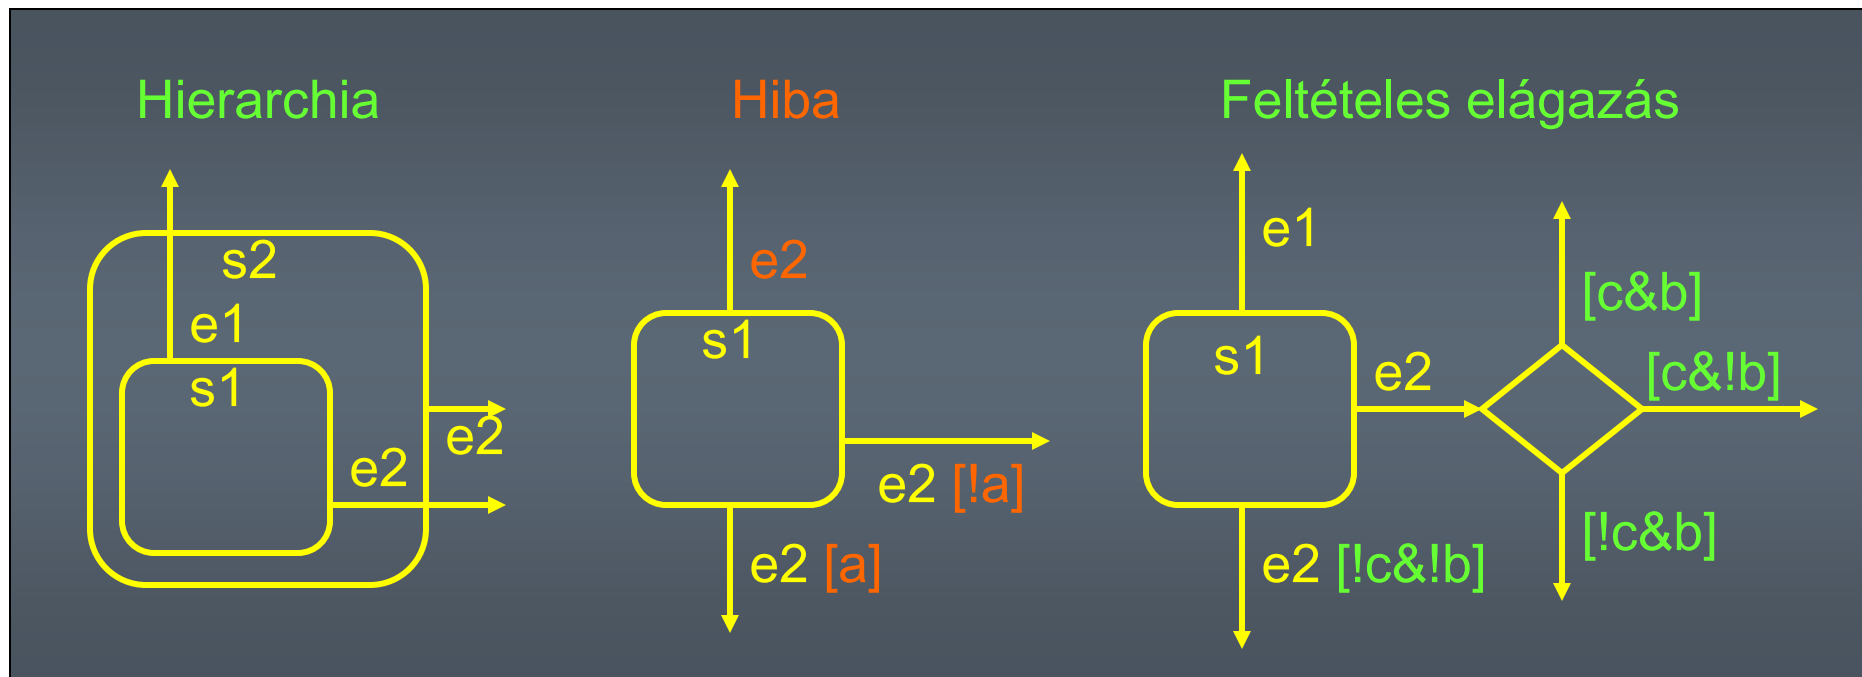 Hierarchia
s2
e1
s1
e2
e2
Hiba
e2
s1
e2 [!a]
e2 [a]
Feltételes elágazás
e1
s1
e2
[c&b]
[c&!b]
[!c&b]
e2 [!c&!b]